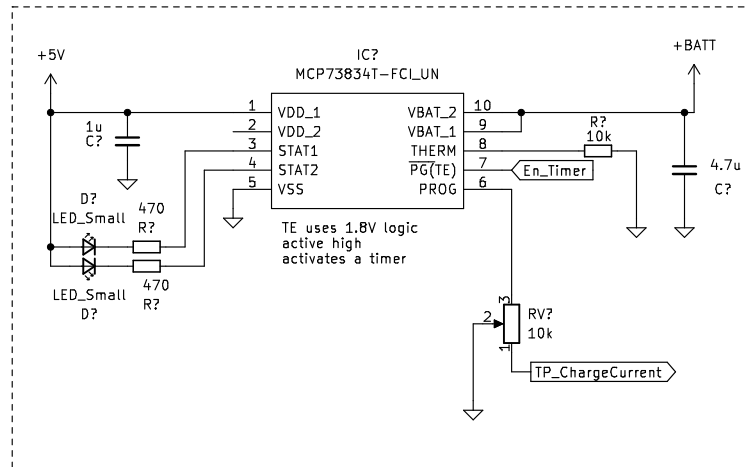 +5V
IC?
MCP73834T-FCI_UN
+BATT
1 VDD_1 VBAT_2 10
2 VDD_2 VBAT_1 9
3 STAT1 THERM 8
4 STAT2 PG(TE) 7
5 VSS PROG 6
1u
C?
R?
10k
En_Timer
4.7u
C?
D?
LED_Small
470
R?
TE uses 1.8V logic
active high
activates a timer
LED_Small
D?
470
R?
3
2
1
RV?
10k
TP_ChargeCurrent